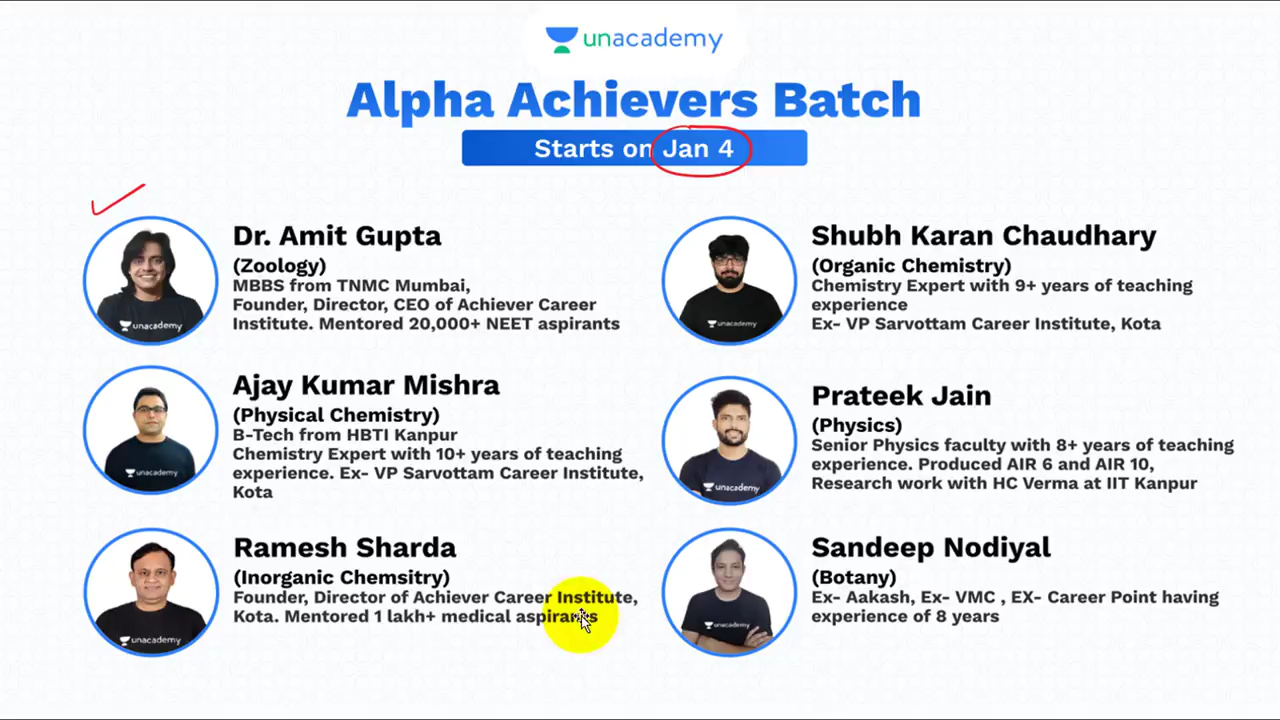 unacademy
Alpha Achievers Batch
Starts on Jan 4
Dr. Amit Gupta
(Zoology)
MBBS from TNMC Mumbai,
Founder, Director, CEO of Achiever Career
Institute. Mentored 20,000+ NEET aspirants
unacademy
Shubh Karan Chaudhary
(Organic Chemistry)
Chemistry Expert with 9+ years of teaching
experience
Ex- VP Sarvottam Career Institute, Kota
unacademy
Ajay Kumar Mishra
(Physical Chemistry)
B-Tech from HBTI Kanpur
Chemistry Expert with 10+ years of teaching
experience. Ex- VP Sarvottam Career Institute,
Kota
unacademy
Prateek Jain
(Physics)
Senior Physics faculty with 8+ years of teaching
experience. Produced AIR 6 and AIR 10,
Research work with HC Verma at IIT Kanpur
unacademy
Ramesh Sharda
(Inorganic Chemsitry)
Founder, Director of Achiever Career Institute,
Kota. Mentored 1 lakh+ medical aspirants
unacademy
Sandeep Nodiyal
(Botany)
Ex- Aakash, Ex- VMC , EX- Career Point having
experience of 8 years
unacademy